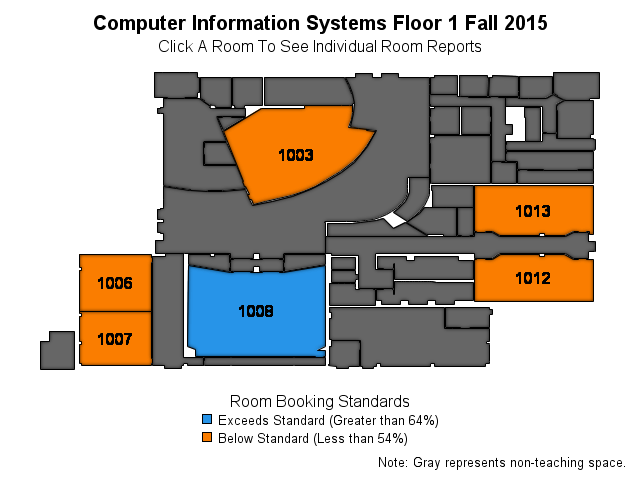 Computer Information Systems Floor 1 Fall 2015
Click A Room To See Individual Room Reports
1003
1013
1012
1006
1008
1007
Room Booking Standards
Exceeds Standard (Greater than 64%)
Below Standard (Less than 54%)
Note: Gray represents non-teaching space.